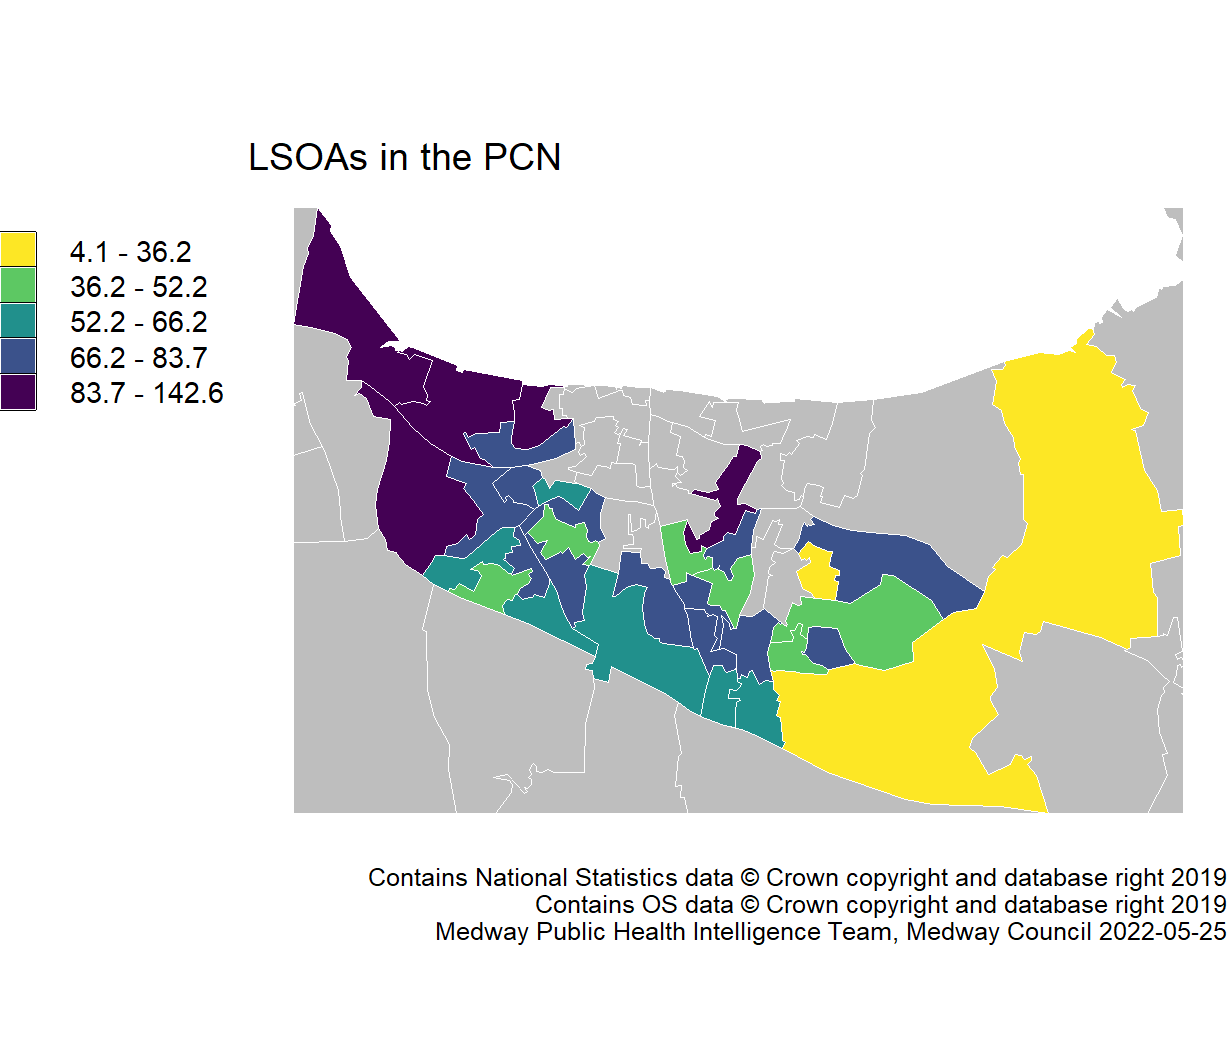 LSOAs in the PCN
4.1 - 36.2
36.2 - 52.2
52.2 - 66.2
66.2 - 83.7
83.7 - 142.6
Contains National Statistics data © Crown copyright and database right 2019
Contains OS data © Crown copyright and database right 2019
Medway Public Health Intelligence Team, Medway Council 2022-05-25